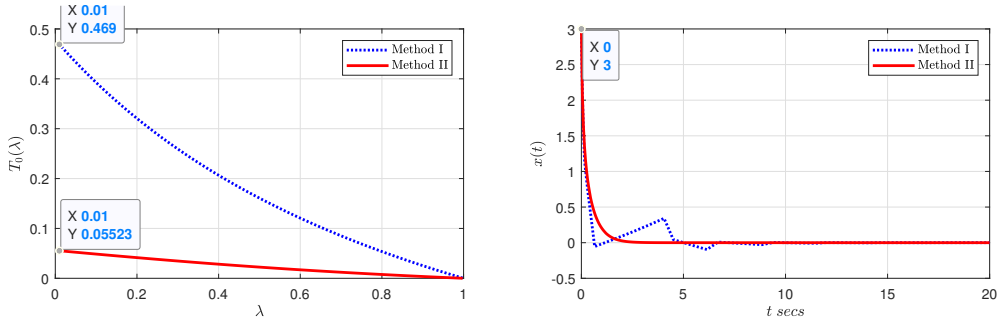 X 0.01
Y 0.469
0.5
0.4
0.3
0.2
0.1
0
T₀(λ)
Method I
Method II
X 0.01
Y 0.05523
0 0.2 0.4 0.6 0.8 1
λ
3
2.5
2
1.5
1
0.5
0
-0.5
x(t)
X 0
Y 3
Method I
Method II
0 5 10 15 20
t secs